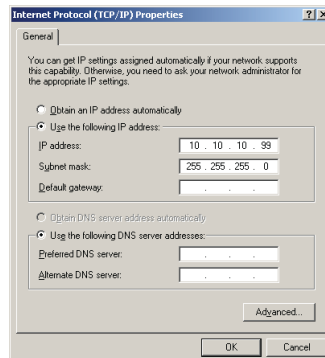 Internet Protocol (TCP/IP) Properties
General
You can get IP settings assigned automatically if your network supports
this capability. Otherwise, you need to ask your network administrator for
the appropriate IP settings.
Obtain an IP address automatically
Use the following IP address:
IP address: 10 . 10 . 10 . 99
Subnet mask: 255 . 255 . 255 . 0
Default gateway: . . .
Obtain DNS server address automatically
Use the following DNS server addresses:
Preferred DNS server: . . .
Alternate DNS server: . . .
Advanced...
OK Cancel